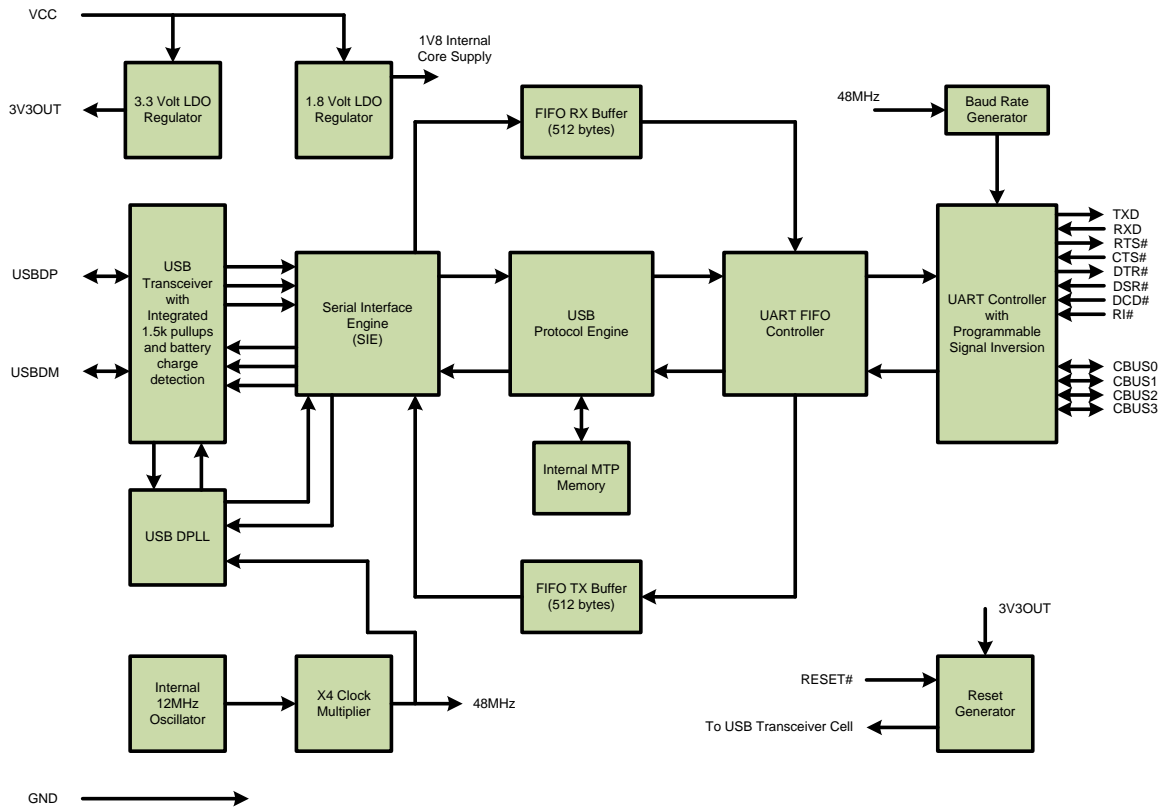 VCC
1V8 Internal
Core Supply
3V3OUT
3.3 Volt LDO
Regulator
1.8 Volt LDO
Regulator
FIFO RX Buffer
(512 bytes)
48MHz
Baud Rate
Generator
USBDP
USBDM
USB
Transceiver
with
Integrated
1.5k pullups
and battery
charge
detection
Serial Interface
Engine
(SIE)
USB
Protocol Engine
UART FIFO
Controller
UART Controller
with
Programmable
Signal Inversion
TXD
RXD
RTS#
CTS#
DTR#
DSR#
DCD#
RI#
CBUS0
CBUS1
CBUS2
CBUS3
Internal MTP
Memory
USB DPLL
FIFO TX Buffer
(512 bytes)
3V3OUT
Internal
12MHz
Oscillator
X4 Clock
Multiplier
48MHz
RESET#
To USB Transceiver Cell
Reset
Generator
GND